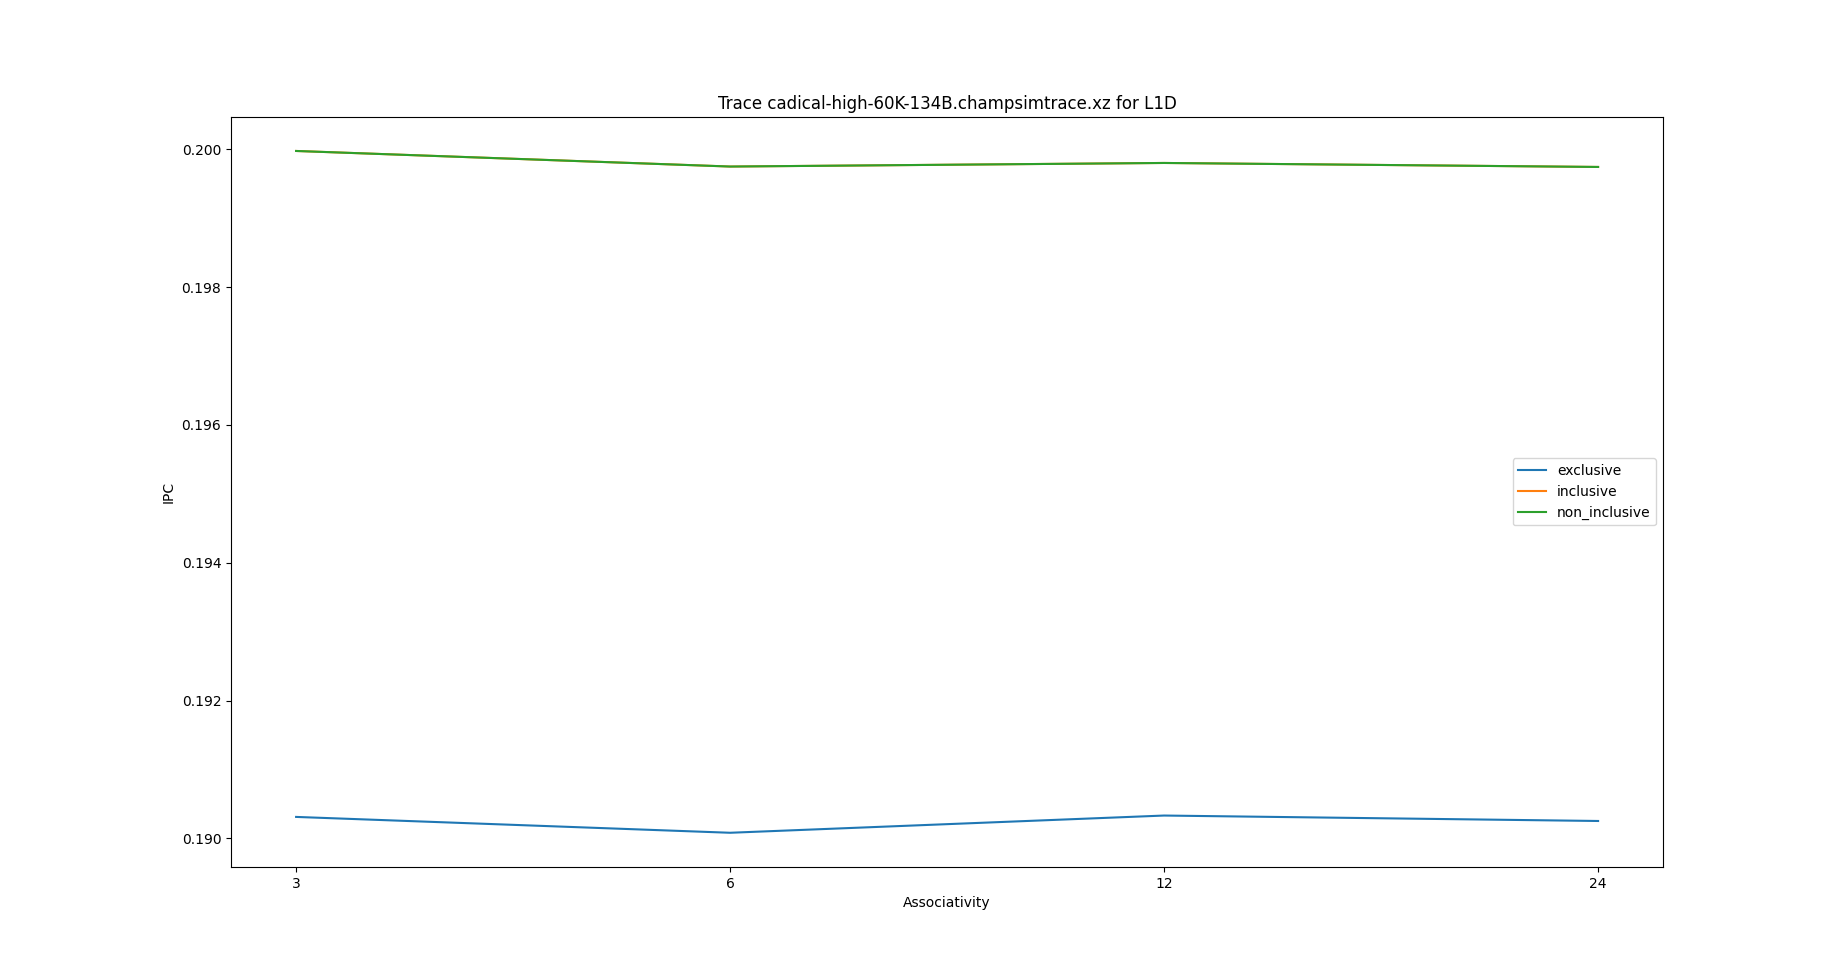 Trace cadical-high-60K-134B.champsimtrace.xz for L1D
0.200
0.198
0.196
0.194
0.192
0.190
IPC
3
6
12
24
Associativity
exclusive
inclusive
non_inclusive